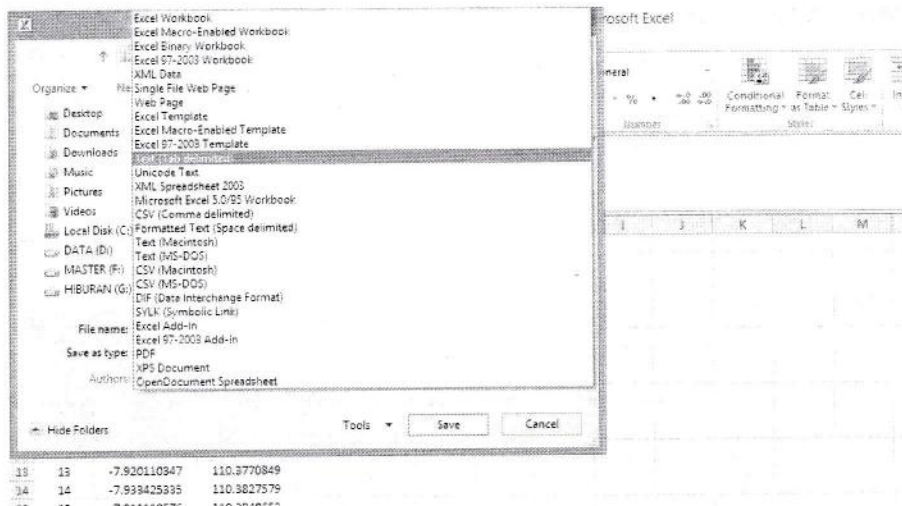 Excel Workbook
Excel Macro-Enabled Workbook
Excel Binary Workbook
Excel 97-2003 Workbook
XML Data
Single File Web Page
Web Page
Excel Template
Excel Macro-Enabled Template
Excel 97-2003 Template
Text (Tab delimited)
Unicode Text
XML Spreadsheet 2003
Microsoft Excel 5.0/95 Workbook
CSV (Comma delimited)
Formatted Text (Space delimited)
Text (Macintosh)
Text (MS-DOS)
CSV (Macintosh)
CSV (MS-DOS)
DIF (Data Interchange Format)
SYLK (Symbolic Link)
Excel Add-In
Excel 97-2003 Add-In
PDF
XPS Document
OpenDocument Spreadsheet
Organize
Ne
Desktop
Documents
Downloads
Music
Pictures
Videos
Local Disk (C:)
DATA (D:)
MASTER (F:)
HIBURAN (G:)
File name:
Save as type:
Authors:
Hide Folders
Tools
Save
Cancel
rosoft Excel
neral
%
Conditional Formatting
Format as Table
Cell Styles
In
Number
Styles
I J K L M
13 13 -7.920110347 110.3770849
14 14 -7.933425335 110.3827579